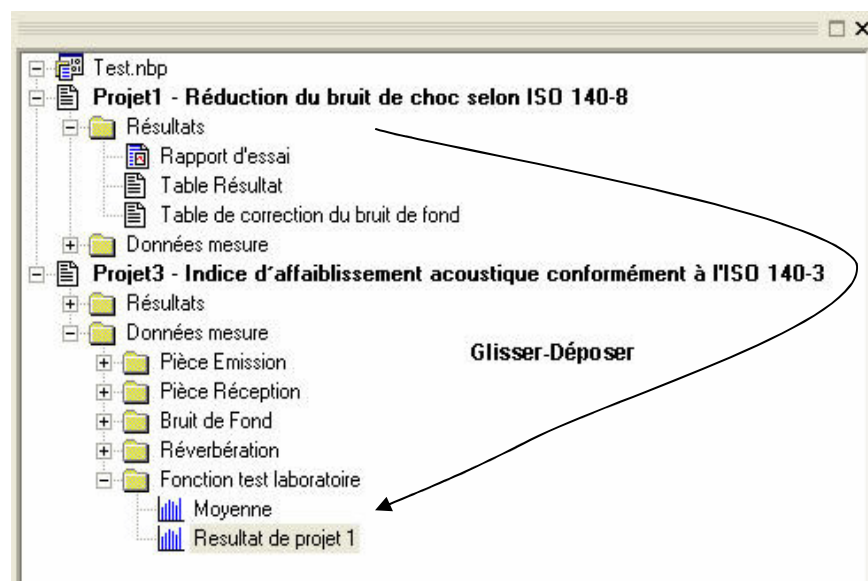 Test.nbp
Projet1 - Réduction du bruit de choc selon ISO 140-8
Résultats
Rapport d'essai
Table Résultat
Table de correction du bruit de fond
Données mesure
Projet3 - Indice d´affaiblissement acoustique conformément à l'ISO 140-3
Résultats
Données mesure
Pièce Emission
Glisser-Déposer
Pièce Réception
Bruit de Fond
Réverbération
Fonction test laboratoire
Moyenne
Resultat de projet 1